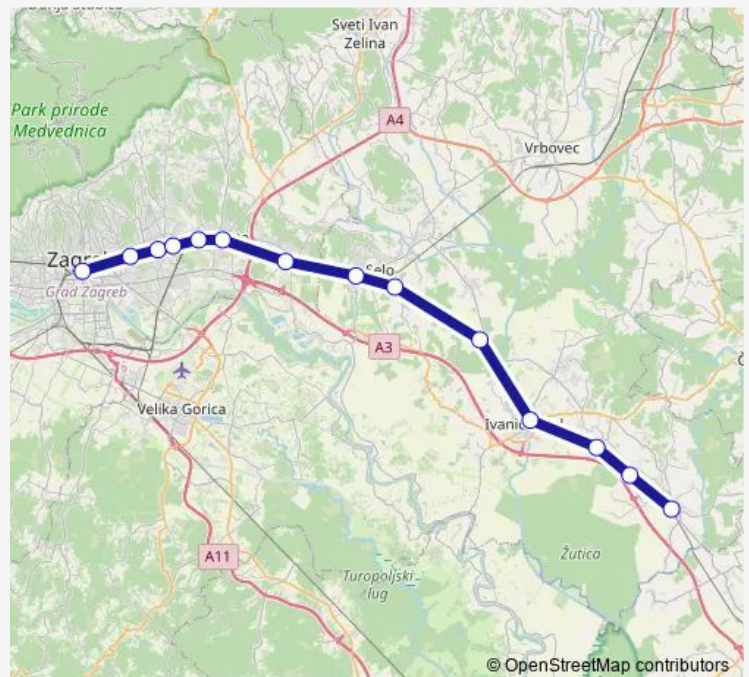 Sveti Ivan
Zelina
Park prirode
Medvednica
A4
Vrbovec
Zagreb
Selo
Grad Zagreb
A3
Velika Gorica
Ivanić
A11
Žutica
Turopoljski
lug
© OpenStreetMap contributors